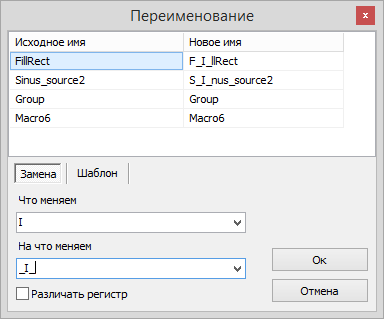 Переименование
x
Исходное имя Новое имя
FillRect F_I_llRect
Sinus_source2 S_I_nus_source2
Group Group
Macro6 Macro6
Замена Шаблон
Что меняем
I
На что меняем
_I_
Ок
Различать регистр
Отмена